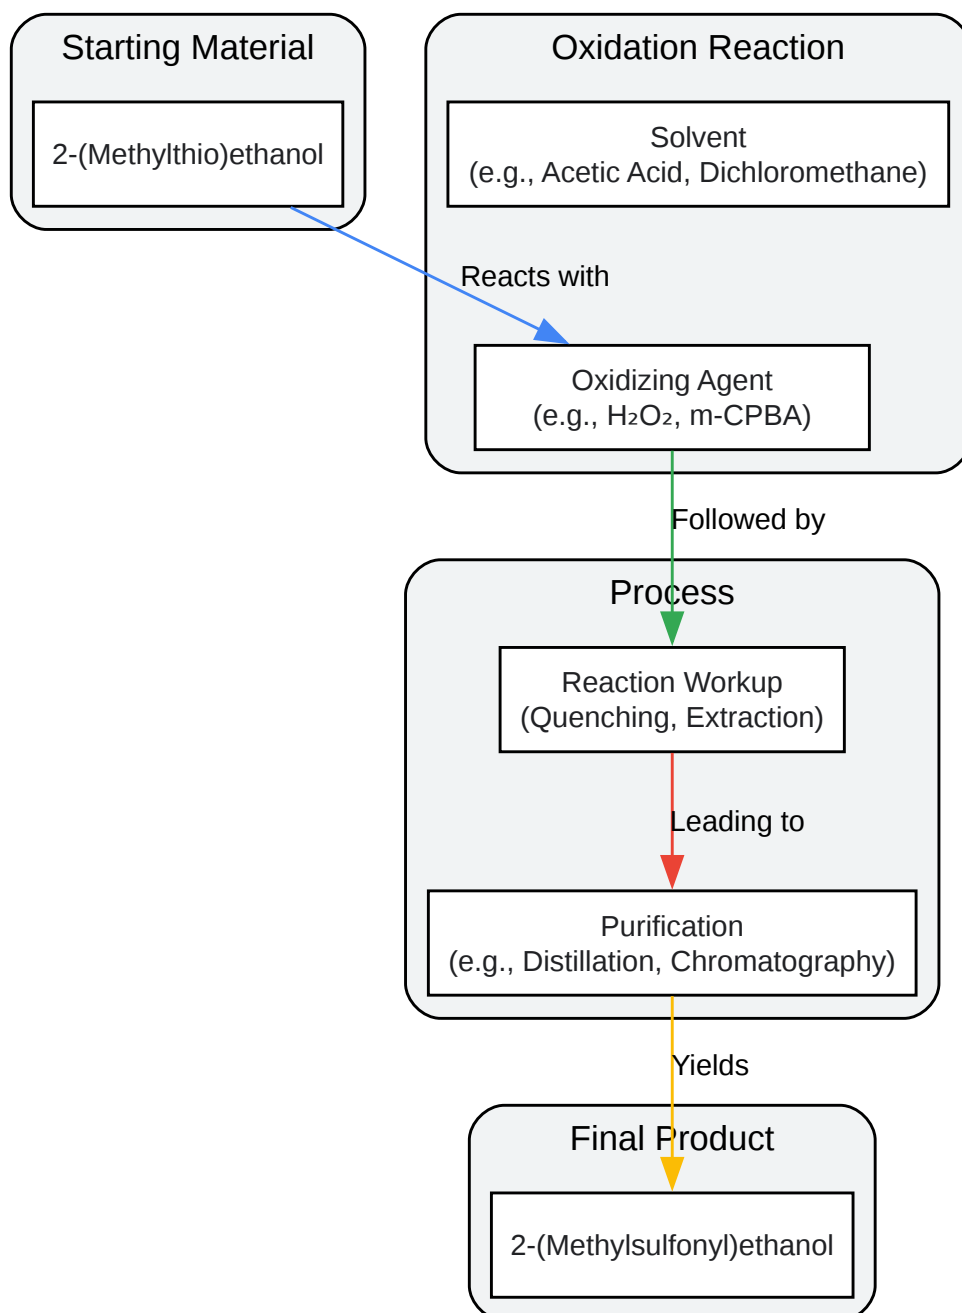 Starting Material
2-(Methylthio)ethanol
Oxidation Reaction
Solvent
(e.g., Acetic Acid, Dichloromethane)
Reacts with
Oxidizing Agent
(e.g., H₂O₂, m-CPBA)
Followed by
Process
Reaction Workup
(Quenching, Extraction)
Leading to
Purification
(e.g., Distillation, Chromatography)
Yields
Final Product
2-(Methylsulfonyl)ethanol